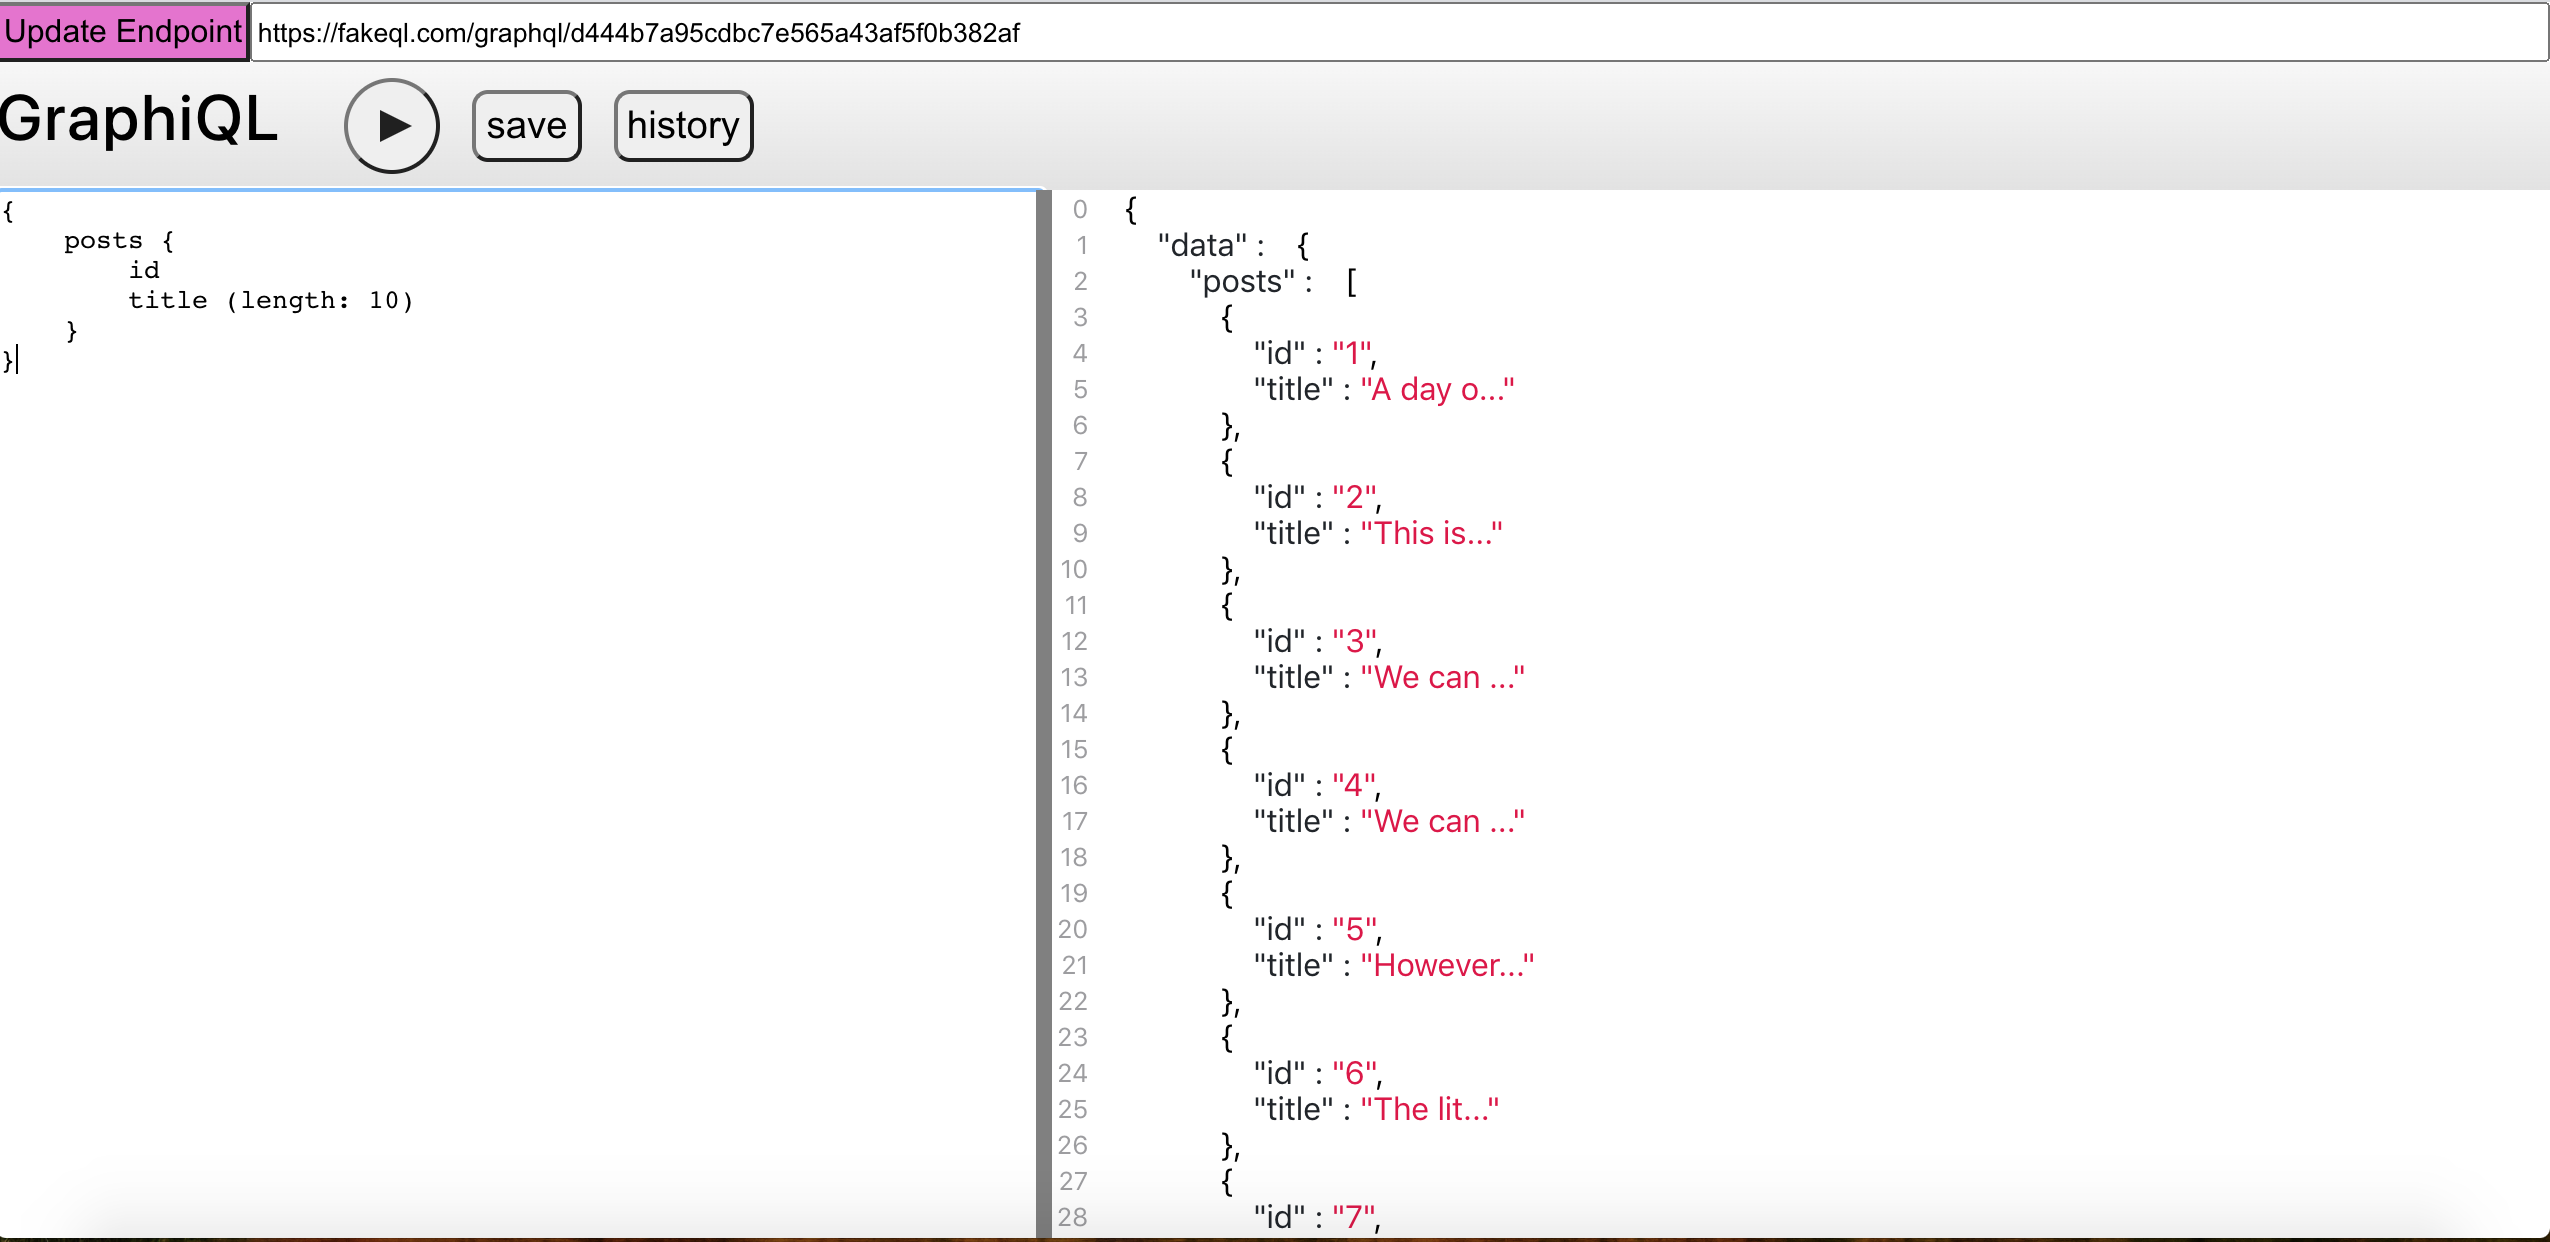 Update Endpoint https://fakeql.com/graphql/d444b7a95cdbc7e565a43af5f0b382af
GraphiQL ▶ save history
{
posts {
id
title (length: 10)
}
}
0 {
1 "data" : {
2 "posts" : [
3 {
4 "id" : "1",
5 "title" : "A day o..."
6 },
7 {
8 "id" : "2",
9 "title" : "This is..."
10 },
11 {
12 "id" : "3",
13 "title" : "We can ..."
14 },
15 {
16 "id" : "4",
17 "title" : "We can ..."
18 },
19 {
20 "id" : "5",
21 "title" : "However..."
22 },
23 {
24 "id" : "6",
25 "title" : "The lit..."
26 },
27 {
28 "id" : "7",